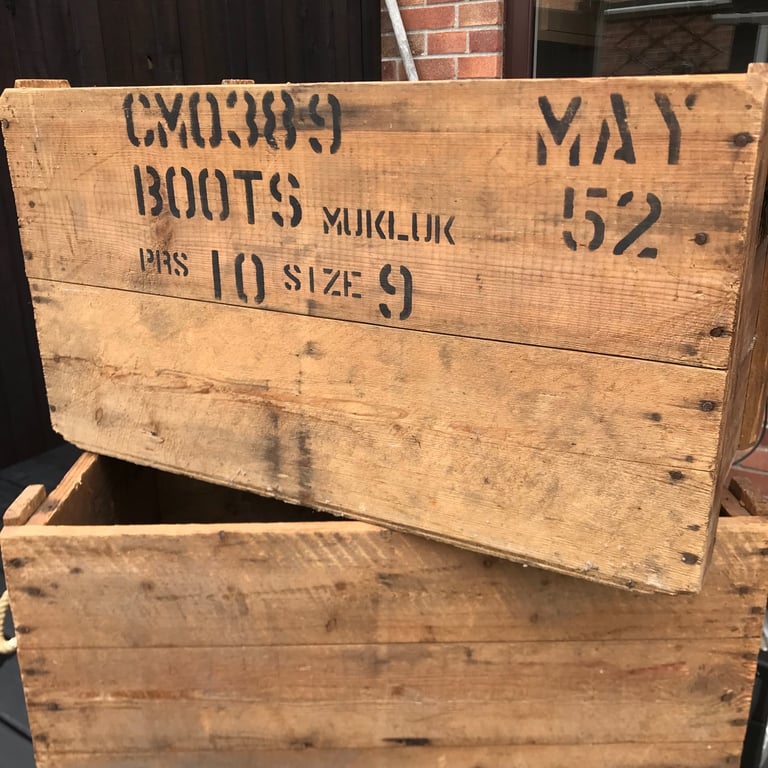 CM0389
BOOTS MUKLUK
PRS 10 SIZE 9
MAY
52